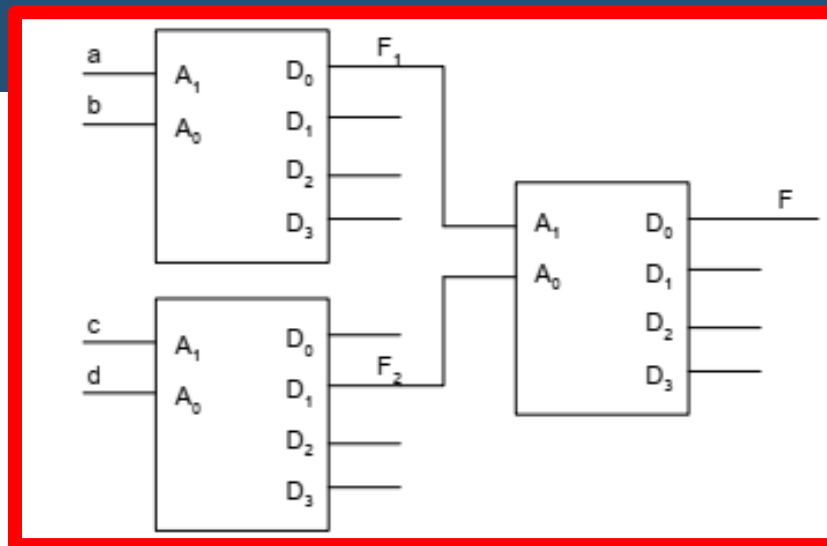 a
b
A₁
A₀
D₀
D₁
D₂
D₃
F₁
c
d
A₁
A₀
D₀
D₁
D₂
D₃
F₂
A₁
A₀
D₀
D₁
D₂
D₃
F